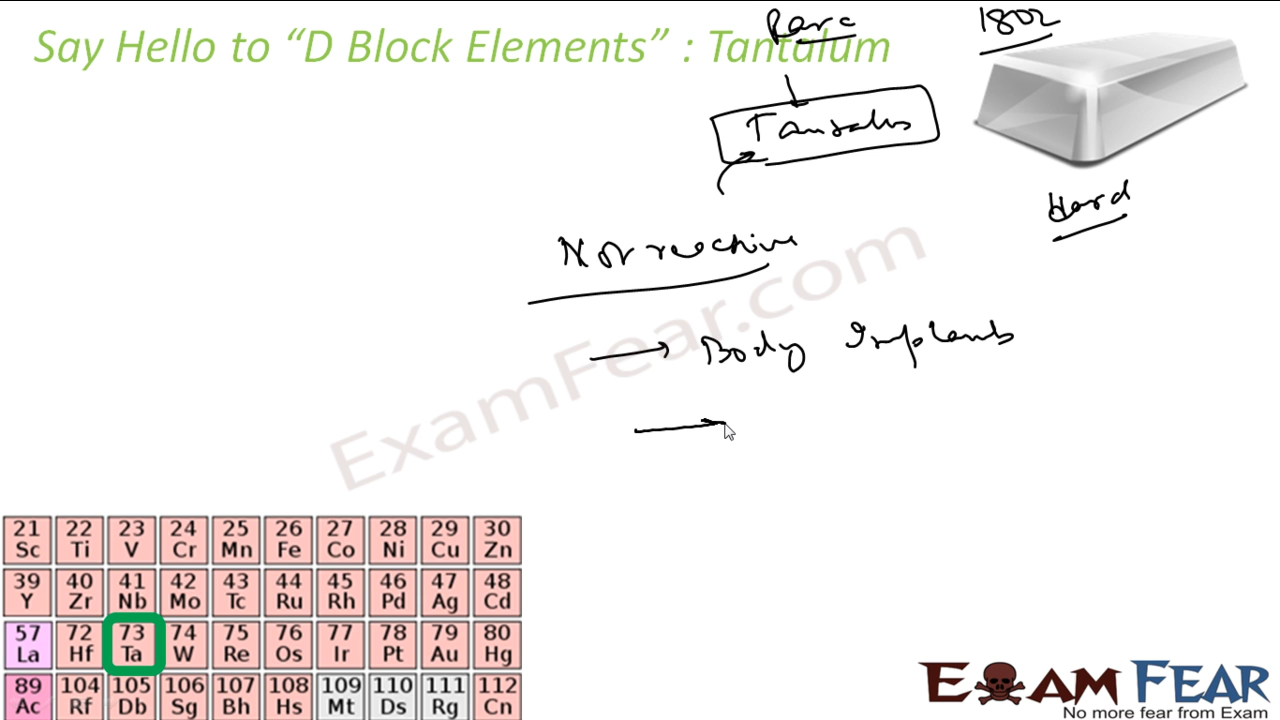 Say Hello to “D Block Elements” : Tantalum
Rare
1802
Hard
Not reactive
Body Implants
ExamFear.com
21 22 23 24 25 26 27 28 29 30
Sc Ti V Cr Mn Fe Co Ni Cu Zn
39 40 41 42 43 44 45 46 47 48
Y Zr Nb Mo Tc Ru Rh Pd Ag Cd
57 72 73 74 75 76 77 78 79 80
La Hf Ta W Re Os Ir Pt Au Hg
89 104 105 106 107 108 109 110 111 112
Ac Rf Db Sg Bh Hs Mt Ds Rg Cn
EXAM FEAR
No more fear from Exam